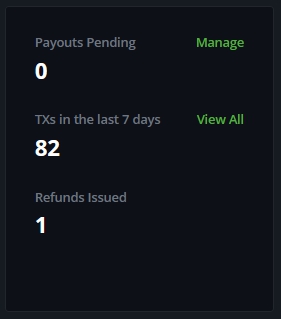 Payouts Pending Manage
0
TXs in the last 7 days View All
82
Refunds Issued
1